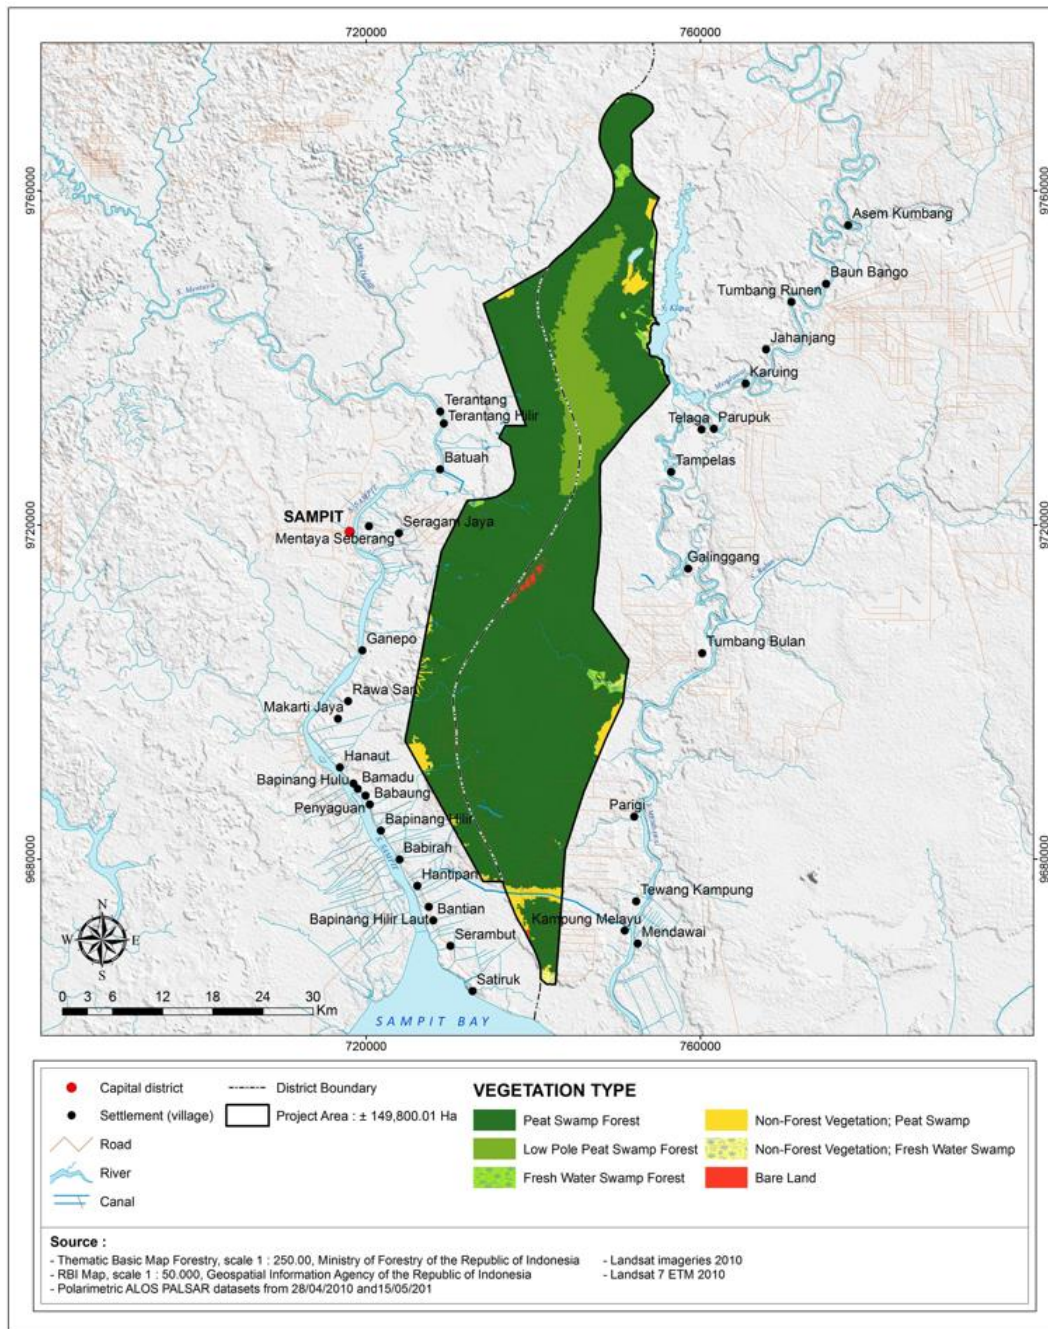 720000 760000
9760000 9760000
Asem Kumbang
Baun Bango
Tumbang Runen
S. Mentaya
Jahanjang
Karuing
Terantang
Terantang Hilir
Telaga
Parupuk
Batuah
Tampelas
S. SAMPIT
SAMPIT
Seragam Jaya
Mentaya Seberang
9720000 9720000
Galinggang
Ganepo
Tumbang Bulan
Rawa Sari
Makarti Jaya
Hanaut
Bapinang Hulu
Bamadu
Babaung
Penyaguan
Parigi
Bapinang Hilir
S. SAMPIT
Babirah
9680000 9680000
Hantipan
Tewang Kampung
Bantian
Bapinang Hilir Laut
Kampung Melayu
Mendawai
Serambut
N
W E
S
Satiruk
0 3 6 12 18 24 30
Km
SAMPIT BAY
720000 760000
Capital district
Settlement (village)
Road
River
Canal
District Boundary
Project Area : ± 149,800.01 Ha
VEGETATION TYPE
Peat Swamp Forest
Low Pole Peat Swamp Forest
Fresh Water Swamp Forest
Non-Forest Vegetation; Peat Swamp
Non-Forest Vegetation; Fresh Water Swamp
Bare Land
Source :
- Thematic Basic Map Forestry, scale 1 : 250.00, Ministry of Forestry of the Republic of Indonesia
- RBI Map, scale 1 : 50.000, Geospatial Information Agency of the Republic of Indonesia
- Polarimetric ALOS PALSAR datasets from 28/04/2010 and15/05/201
- Landsat imageries 2010
- Landsat 7 ETM 2010